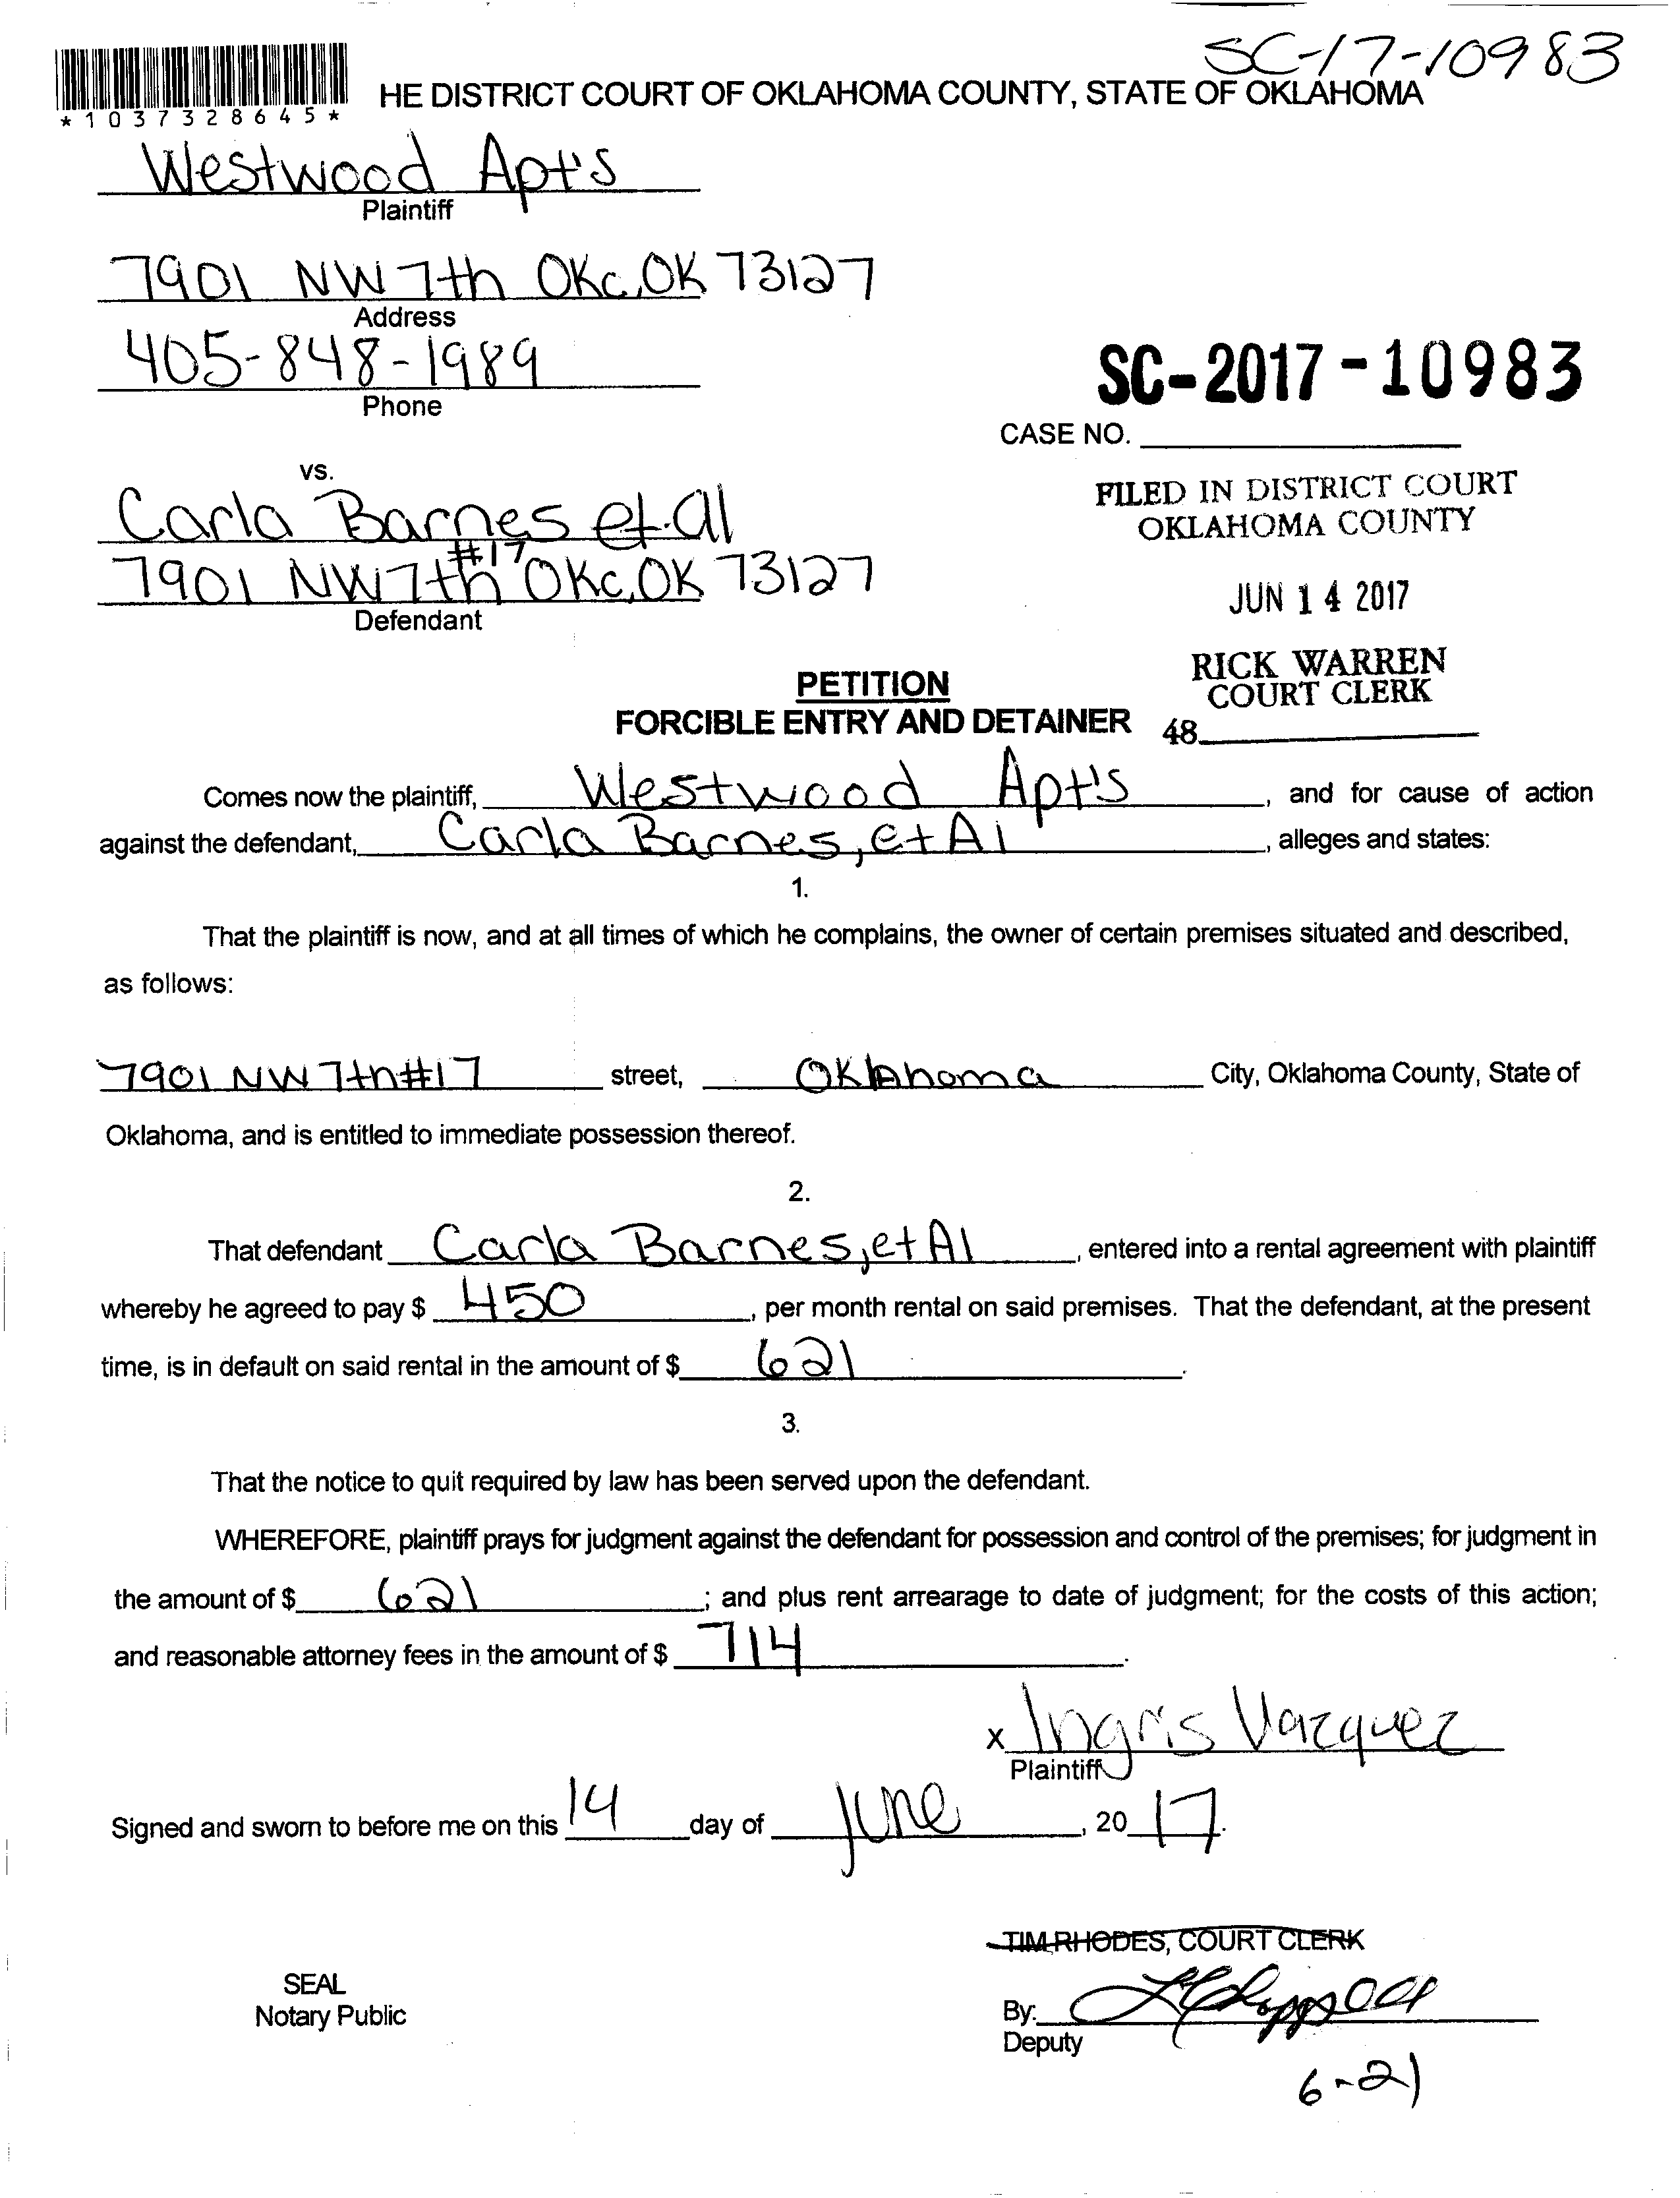 SC-17-10983
*1037328645*
HE DISTRICT COURT OF OKLAHOMA COUNTY, STATE OF OKLAHOMA
Westwood Apt's
Plaintiff
7901 NW 7th OKc, OK 73127
Address
405-848-1989
Phone
SC-2017-10983
CASE NO.
vs.
Carla Barnes et. al
#17
7901 NW 7th OKc, OK 73127
Defendant
FILED IN DISTRICT COURT
OKLAHOMA COUNTY
JUN 14 2017
RICK WARREN
COURT CLERK
48
PETITION
FORCIBLE ENTRY AND DETAINER
Comes now the plaintiff, Westwood Apt's, and for cause of action
against the defendant, Carla Barnes, et Al, alleges and states:
1.
That the plaintiff is now, and at all times of which he complains, the owner of certain premises situated and described,
as follows:
7901 NW 7th #17 street, Oklahoma City, Oklahoma County, State of
Oklahoma, and is entitled to immediate possession thereof.
2.
That defendant Carla Barnes, et Al, entered into a rental agreement with plaintiff
whereby he agreed to pay $ 450, per month rental on said premises. That the defendant, at the present
time, is in default on said rental in the amount of $ 621.
3.
That the notice to quit required by law has been served upon the defendant.
WHEREFORE, plaintiff prays for judgment against the defendant for possession and control of the premises; for judgment in
the amount of $ 621; and plus rent arrearage to date of judgment; for the costs of this action;
and reasonable attorney fees in the amount of $ 714.
x Ingris Vazquez
Plaintiff
Signed and sworn to before me on this 14 day of June, 2017.
TIM RHODES, COURT CLERK
SEAL
Notary Public
By:
Deputy
6-21